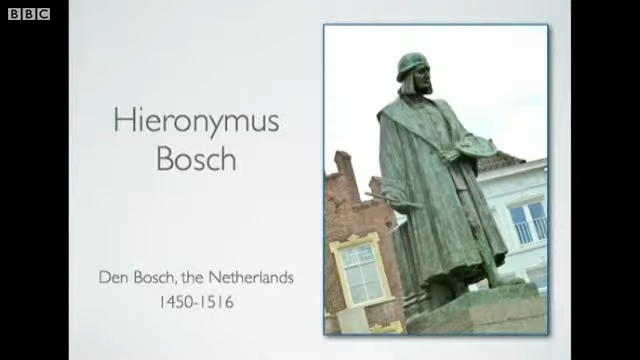 BBC
Hieronymus
Bosch
Den Bosch, the Netherlands
1450-1516